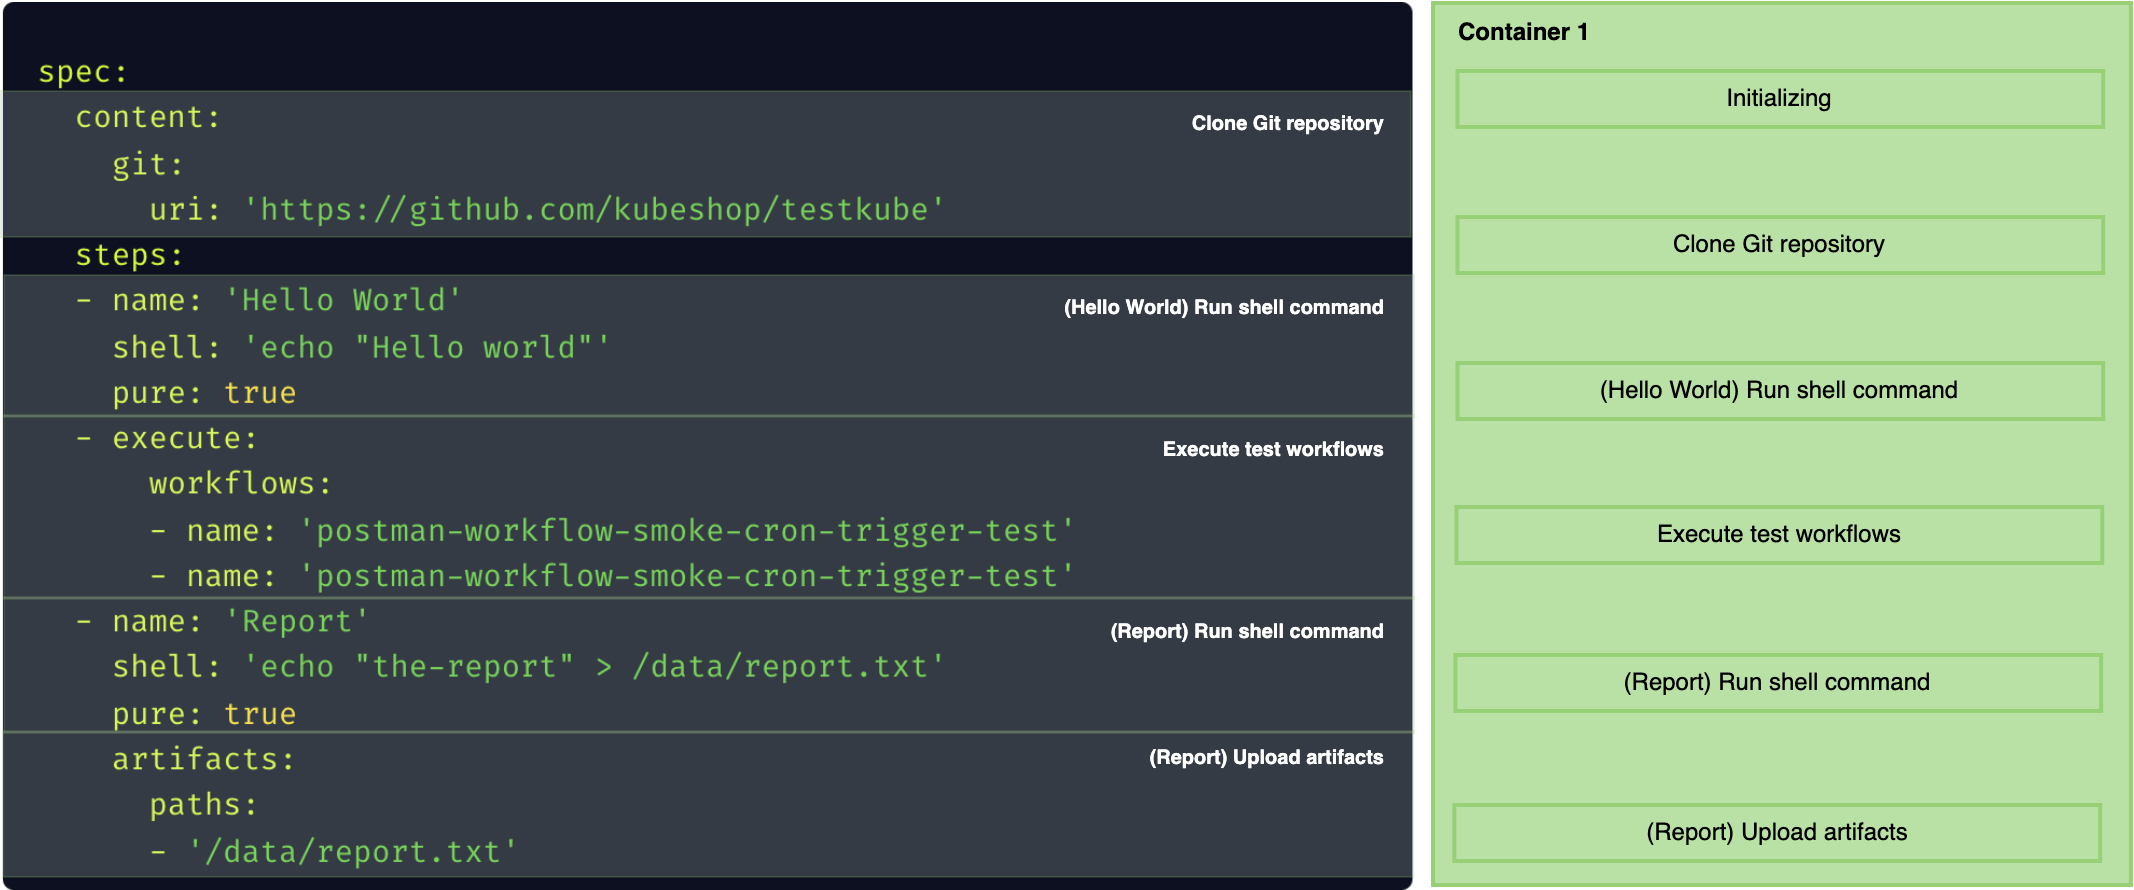 spec:
content:
Clone Git repository
git:
uri: 'https://github.com/kubeshop/testkube'
steps:
- name: 'Hello World'
(Hello World) Run shell command
shell: 'echo "Hello world"'
pure: true
- execute:
Execute test workflows
workflows:
- name: 'postman-workflow-smoke-cron-trigger-test'
- name: 'postman-workflow-smoke-cron-trigger-test'
- name: 'Report'
(Report) Run shell command
shell: 'echo "the-report" > /data/report.txt'
pure: true
artifacts:
(Report) Upload artifacts
paths:
- '/data/report.txt'
Container 1
Initializing
Clone Git repository
(Hello World) Run shell command
Execute test workflows
(Report) Run shell command
(Report) Upload artifacts